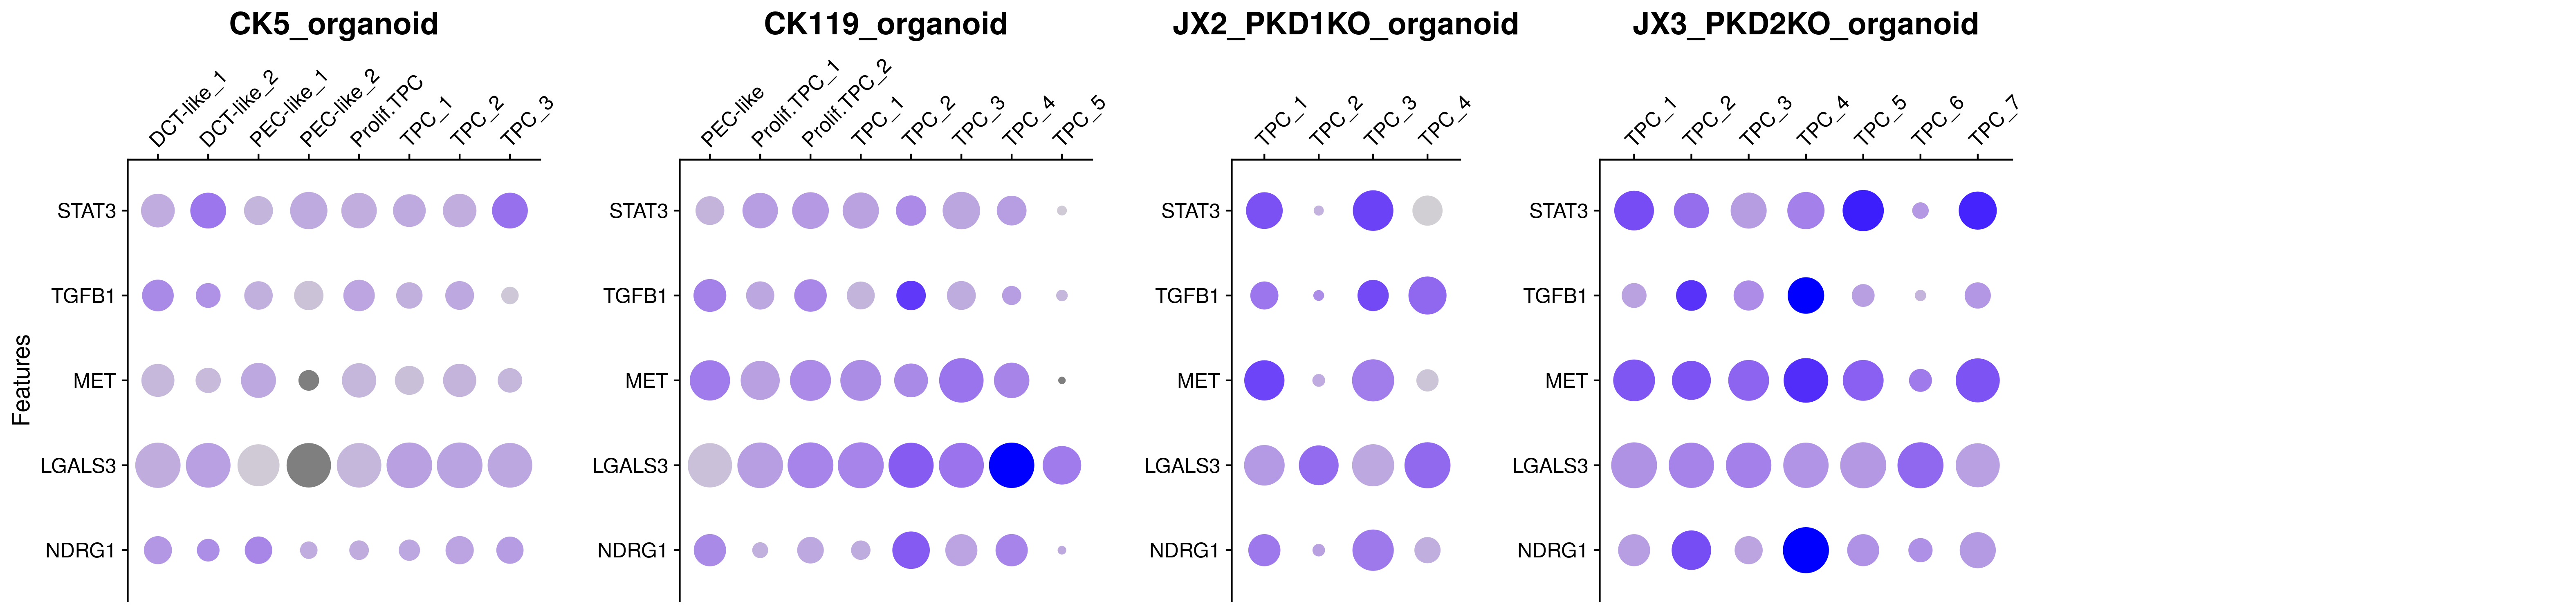 CK5_organoid
CK119_organoid
JX2_PKD1KO_organoid
JX3_PKD2KO_organoid
DCT-like_1
DCT-like_2
PEC-like_1
PEC-like_2
Prolif.TPC
TPC_1
TPC_2
TPC_3
PEC-like
Prolif.TPC_1
Prolif.TPC_2
TPC_1
TPC_2
TPC_3
TPC_4
TPC_5
TPC_1
TPC_2
TPC_3
TPC_4
TPC_1
TPC_2
TPC_3
TPC_4
TPC_5
TPC_6
TPC_7
Features
STAT3
TGFB1
MET
LGALS3
NDRG1
STAT3
TGFB1
MET
LGALS3
NDRG1
STAT3
TGFB1
MET
LGALS3
NDRG1
STAT3
TGFB1
MET
LGALS3
NDRG1